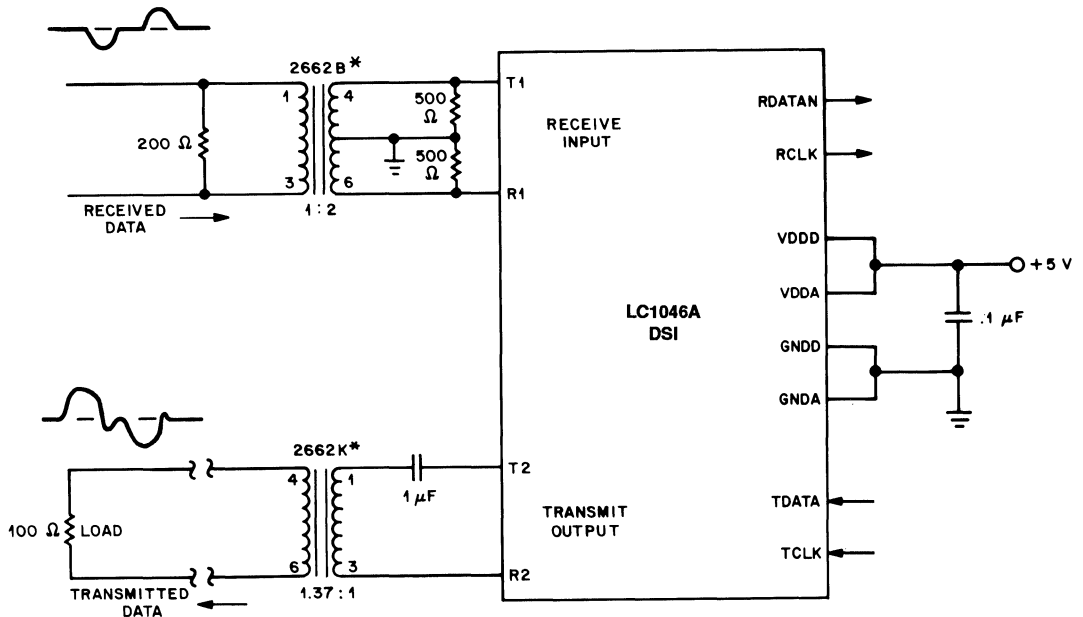 2662B*
1
4
500
Ω
200 Ω
500
Ω
3
6
1:2
RECEIVED
DATA
T1
RECEIVE
INPUT
R1
RDATAN
RCLK
VDDD
VDDA
+5 V
LC1046A
DSI
.1 μF
GNDD
GNDA
2662K*
4
1
1 μF
T2
100 Ω
LOAD
TRANSMIT
OUTPUT
TDATA
TCLK
6
3
R2
1.37:1
TRANSMITTED
DATA